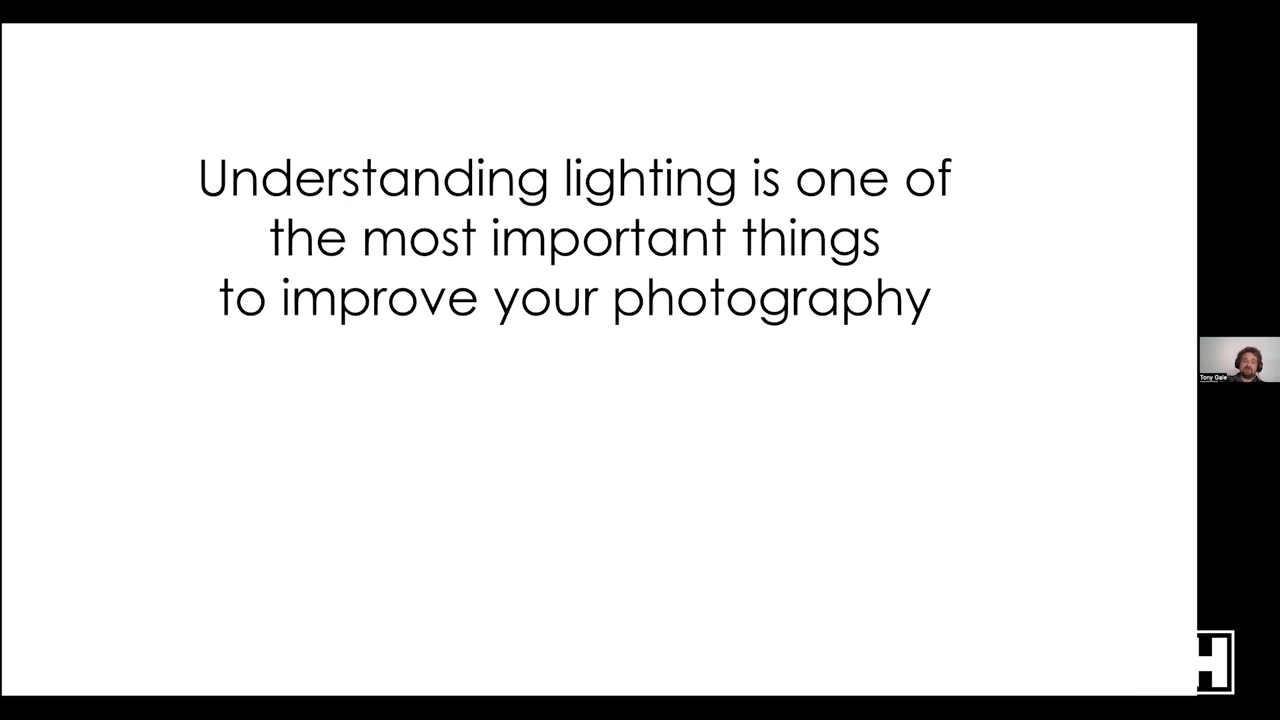 Understanding lighting is one of
the most important things
to improve your photography
Tony Gale
H